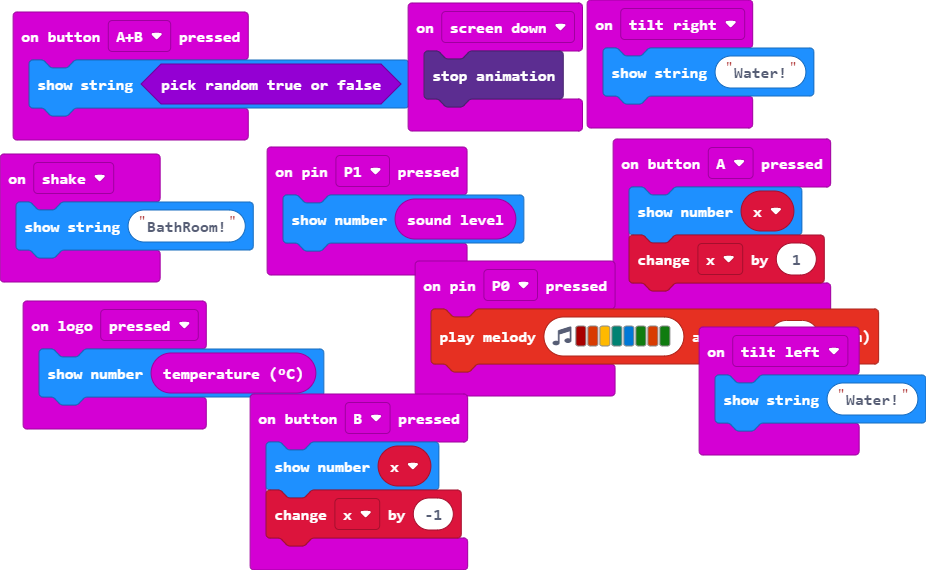 on button A+B pressed
show string pick random true or false
on screen down
stop animation
on tilt right
show string "Water!"
on shake
show string "BathRoom!"
on pin P1 pressed
show number sound level
on button A pressed
show number x
change x by 1
on pin P0 pressed
play melody
on logo pressed
show number temperature (°C)
on tilt left
show string "Water!"
on button B pressed
show number x
change x by -1